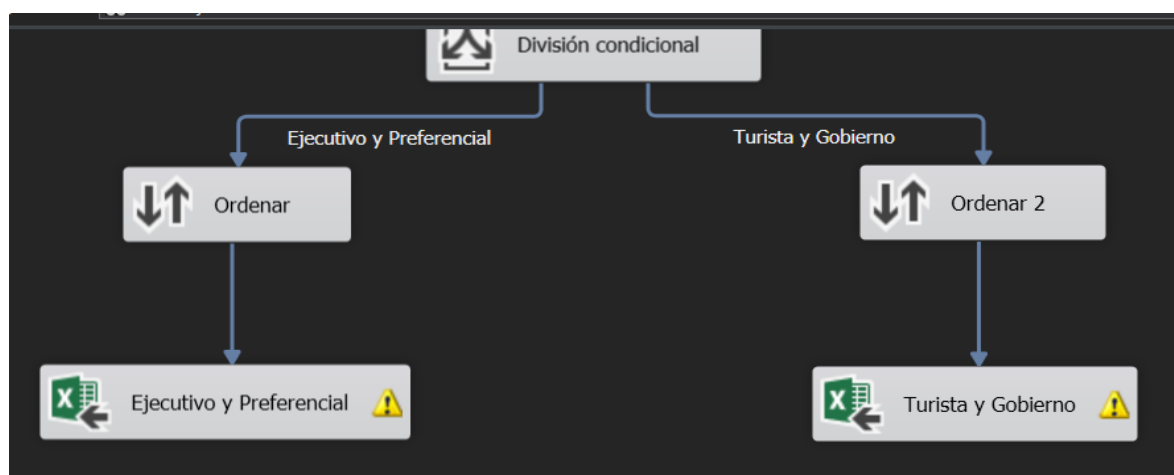 División condicional
Ejecutivo y Preferencial
Turista y Gobierno
Ordenar
Ordenar 2
Ejecutivo y Preferencial
Turista y Gobierno